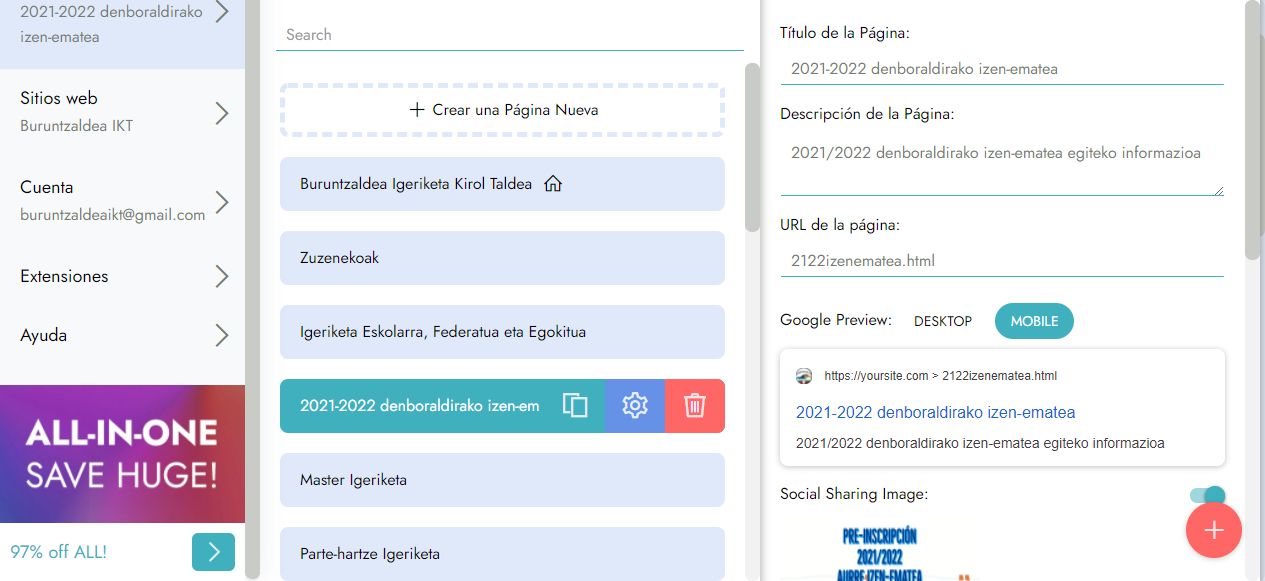 2021-2022 denboraldirako
izen-ematea
Sitios web
Buruntzaldea IKT
Cuenta
buruntzaldeaikt@gmail.com
Extensiones
Ayuda
ALL-IN-ONE
SAVE HUGE!
97% off ALL!
Search
+ Crear una Página Nueva
Buruntzaldea Igeriketa Kirol Taldea
Zuzenekoak
Igeriketa Eskolarra, Federatua eta Egokitua
2021-2022 denboraldirako izen-em
Master Igeriketa
Parte-hartze Igeriketa
Título de la Página:
2021-2022 denboraldirako izen-ematea
Descripción de la Página:
2021/2022 denboraldirako izen-ematea egiteko informazioa
URL de la página:
2122izenematea.html
Google Preview: DESKTOP MOBILE
https://yoursite.com > 2122izenematea.html
2021-2022 denboraldirako izen-ematea
2021/2022 denboraldirako izen-ematea egiteko informazioa
Social Sharing Image:
PRE-INSCRIPCIÓN
2021/2022
AURRE IZEN-EMATEA